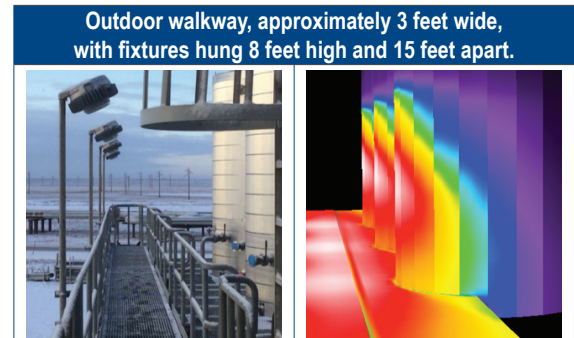 Outdoor walkway, approximately 3 feet wide,
with fixtures hung 8 feet high and 15 feet apart.